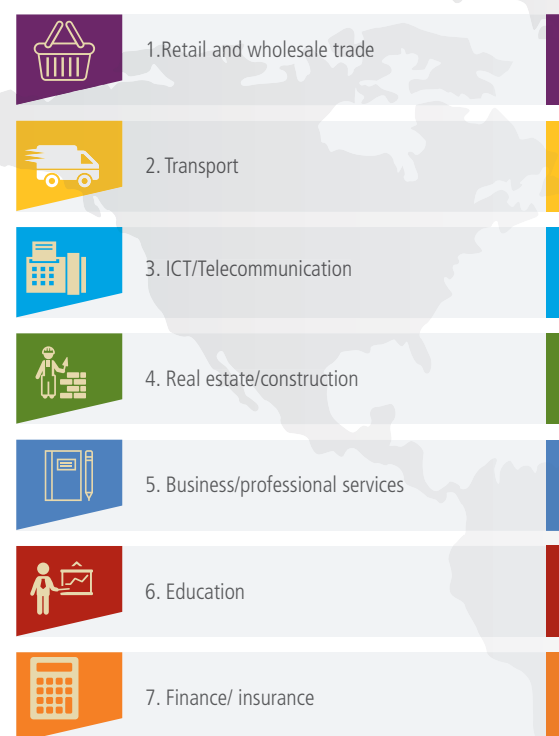 1.Retail and wholesale trade
2. Transport
3. ICT/Telecommunication
4. Real estate/construction
5. Business/professional services
6. Education
7. Finance/ insurance